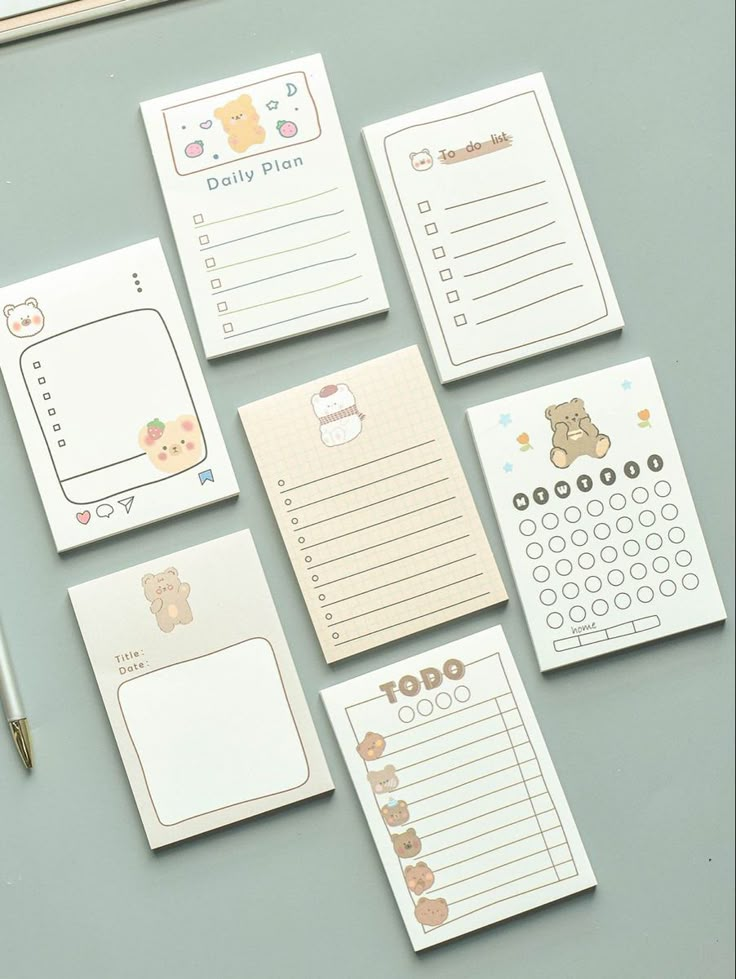 Daily Plan
To do list
M T W T F S S
home
Title:
Date:
TODO